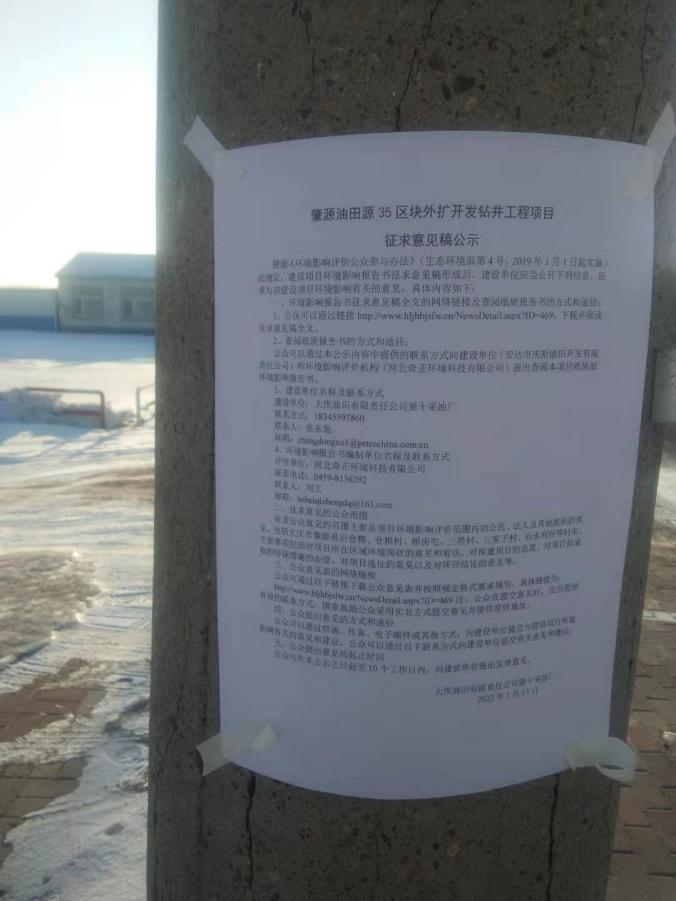 肇源油田源 35 区块外扩开发钻井工程项目
征求意见稿公示
根据《环境影响评价公众参与办法》（生态环境部第 4 号，2019 年 1 月 1 日起实施）
的规定，建设项目环境影响报告书征求意见稿形成后，建设单位应当公开下列信息，征
求与该建设项目环境影响有关的意见，具体内容如下：
一、环境影响报告书征求意见稿全文的网络链接及查阅纸质报告书的方式和途径：
1、公众可以通过链接 http://www.hljhbjsfw.cn/NewsDetail.aspx?ID=469，下载并阅读
征求意见稿全文。
2、查阅纸质报告书的方式和途径：
公众可以通过本公示内容中提供的联系方式向建设单位（安达市庆新油田开发有限
责任公司）和环境影响评价机构（河北奇正环境科技有限公司）提出查阅本项目纸质版
环境影响报告书。
3、建设单位名称及联系方式
建设单位：大庆油田有限责任公司第十采油厂
联系方式：18345597860
联系人：张东旭
邮箱：zhangdongxu1@petrochina.com.cn
4、环境影响报告书编制单位名称及联系方式
评价单位：河北奇正环境科技有限公司
联系电话：0459-8136292
联系人：刘工
邮箱：hebeiqizhengdq@163.com
二、征求意见的公众范围
征求公众意见的范围主要是项目环境影响评价范围内的公民、法人及其他组织的意
见，包括大庆市肇源县后仓粮、仓粮村、厢房屯、三胜村、三家子村、后永利村等村屯。
主要事项包括对项目所在区域环境现状的意见和看法、对拟建项目的态度、对项目拟采
取的环保措施的态度、对项目选址的意见以及对环评结论的意见等。
三、公众意见表的网络链接
公众可通过以下链接下载公众意见表并按照规定格式要求填写，具体链接为：
http://www.hljhbjsfw.cn/NewsDetail.aspx?ID=469 注：公众在提交意见时，应当提供
有效的联系方式。国家鼓励公众采用实名方式提交意见并提供常住地址。
四、公众提出意见的方式和途径
公众可以通过信函、传真、电子邮件或其他方式，向建设单位提交与建设项目环境
影响有关的意见和建议。公众可以通过以下联系方式向建设单位提交有关意见和建议。
五、公众提出意见的起止时间
公众可在本公示之日起至 10 个工作日内，向建设单位提出反馈意见。
大庆油田有限责任公司第十采油厂
2022 年 1 月 13 日